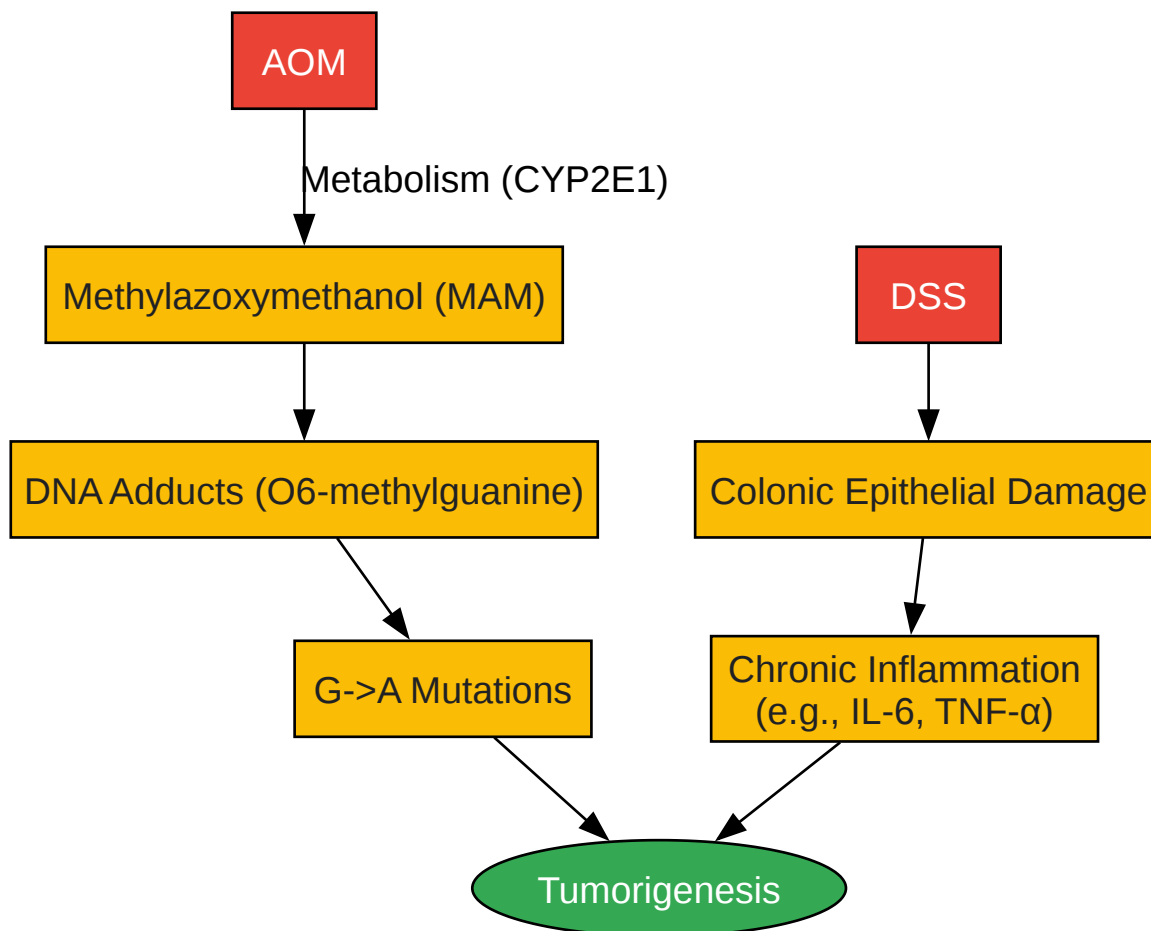 AOM
Metabolism (CYP2E1)
Methylazoxymethanol (MAM)
DSS
DNA Adducts (O6-methylguanine)
Colonic Epithelial Damage
G->A Mutations
Chronic Inflammation
(e.g., IL-6, TNF-α)
Tumorigenesis